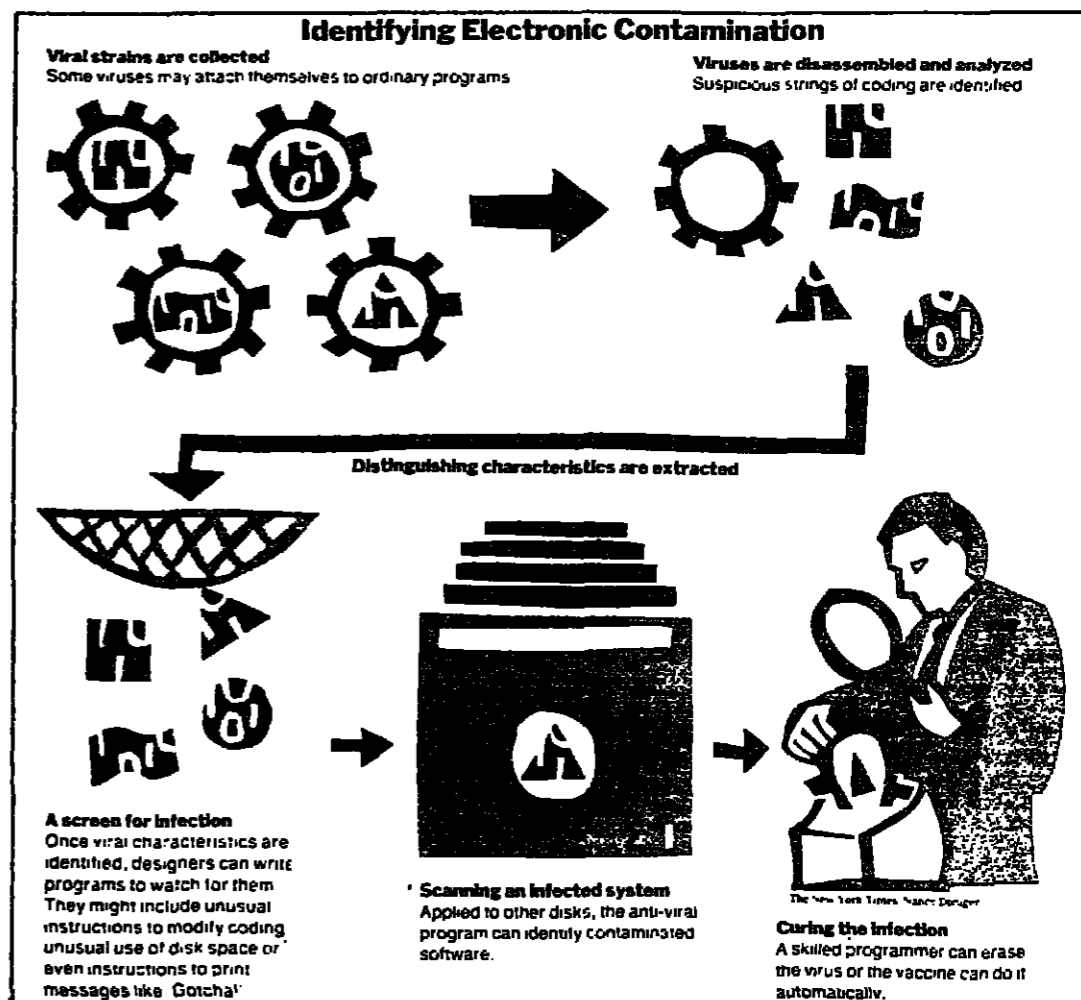 Identifying Electronic Contamination
Viral strains are collected
Some viruses may attach themselves to ordinary programs
Viruses are disassembled and analyzed
Suspicious strings of coding are identified
Distinguishing characteristics are extracted
A screen for infection
Once viral characteristics are
identified, designers can write
programs to watch for them
They might include unusual
instructions to modify coding
unusual use of disk space or
even instructions to print
messages like 'Gotcha!'
Scanning an infected system
Applied to other disks, the anti-viral
program can identify contaminated
software.
The New York Times Nancy
Curing the infection
A skilled programmer can erase
the virus or the vaccine can do it
automatically.